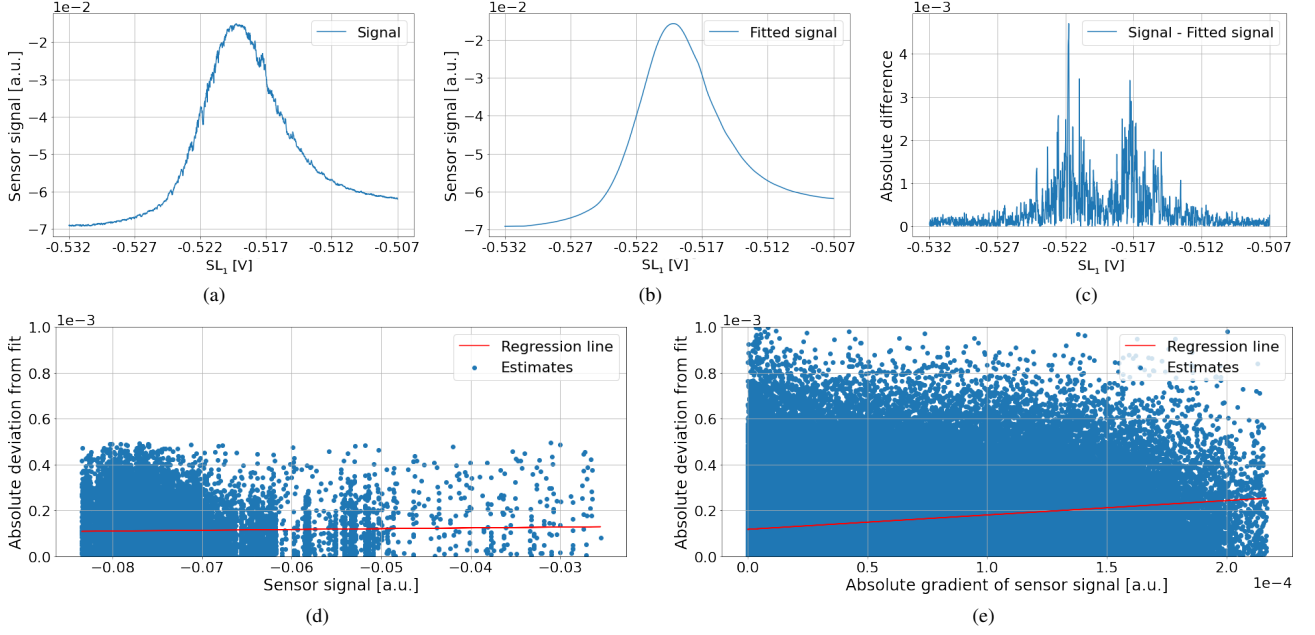 1e−2
Signal
Sensor signal [a.u.]
−2
−3
−4
−5
−6
−7
-0.532
-0.527
-0.522
-0.517
-0.512
-0.507
SL1 [V]
(a)
1e−2
Fitted signal
Sensor signal [a.u.]
−2
−3
−4
−5
−6
−7
-0.532
-0.527
-0.522
-0.517
-0.512
-0.507
SL1 [V]
(b)
1e−3
Signal - Fitted signal
Absolute difference
4
3
2
1
0
-0.532
-0.527
-0.522
-0.517
-0.512
-0.507
SL1 [V]
(c)
1e−3
Regression line
Estimates
Absolute deviation from fit
1.0
0.8
0.6
0.4
0.2
0.0
−0.08
−0.07
−0.06
−0.05
−0.04
−0.03
Sensor signal [a.u.]
(d)
1e−3
Regression line
Estimates
Absolute deviation from fit
1.0
0.8
0.6
0.4
0.2
0.0
0.0
0.5
1.0
1.5
2.0
1e−4
Absolute gradient of sensor signal [a.u.]
(e)